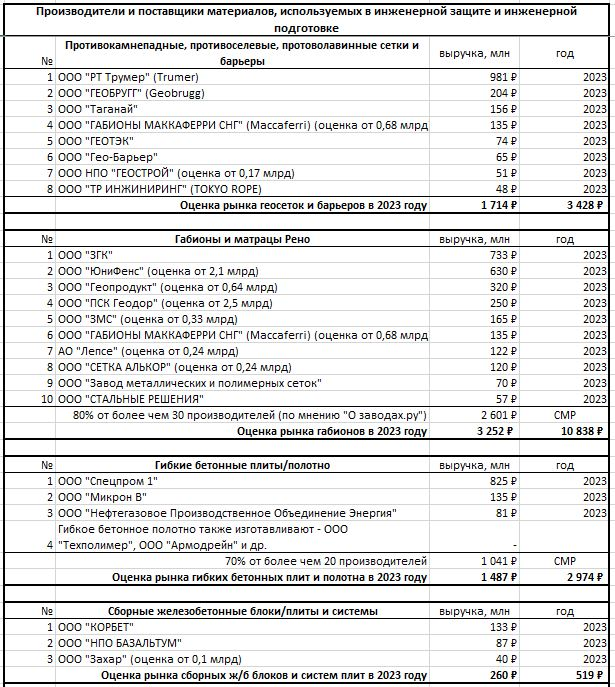 Производители и поставщики материалов, используемых в инженерной защите и инженерной
подготовке
№ Противокамнепадные, противоселевые, протоволавинные сетки и барьеры выручка, млн год
1 ООО "РТ Трумер" (Trumer) 981 ₽ 2023
2 ООО "ГЕОБРУГГ" (Geobrugg) 204 ₽ 2023
3 ООО "Таганай" 156 ₽ 2023
4 ООО "ГАБИОНЫ МАККАФЕРРИ СНГ" (Maccaferri) (оценка от 0,68 млрд 135 ₽ 2023
5 ООО "ГЕОТЭК" 74 ₽ 2023
6 ООО "Гео-Барьер" 65 ₽ 2023
7 ООО НПО "ГЕОСТРОЙ" (оценка от 0,17 млрд) 51 ₽ 2023
8 ООО "ТР ИНЖИНИРИНГ" (TOKYO ROPE) 48 ₽ 2023
Оценка рынка геосеток и барьеров в 2023 году 1 714 ₽ 3 428 ₽
№ Габионы и матрацы Рено выручка, млн год
1 ООО "ЗГК" 733 ₽ 2023
2 ООО "ЮниФенс" (оценка от 2,1 млрд) 630 ₽ 2023
3 ООО "Геопродукт" (оценка от 0,64 млрд) 320 ₽ 2023
4 ООО "ПСК Геодор" (оценка от 2,5 млрд) 250 ₽ 2023
5 ООО "ЗМС" (оценка от 0,33 млрд) 165 ₽ 2023
6 ООО "ГАБИОНЫ МАККАФЕРРИ СНГ" (Maccaferri) (оценка от 0,68 млрд 135 ₽ 2023
7 АО "Лепсе" (оценка от 0,24 млрд) 122 ₽ 2023
8 ООО "СЕТКА АЛЬКОР" (оценка от 0,24 млрд) 120 ₽ 2023
9 ООО "Завод металлических и полимерных сеток" 70 ₽ 2023
10 ООО "СТАЛЬНЫЕ РЕШЕНИЯ" 57 ₽ 2023
80% от более чем 30 производителей (по мнению "О заводах.ру") 2 601 ₽ СМР
Оценка рынка габионов в 2023 году 3 252 ₽ 10 838 ₽
№ Гибкие бетонные плиты/полотно выручка, млн год
1 ООО "Спецпром 1" 825 ₽ 2023
2 ООО "Микрон В" 135 ₽ 2023
3 ООО "Нефтегазовое Производственное Объединение Энергия" 81 ₽ 2023
Гибкое бетонное полотно также изготавливают - ООО
4 "Техполимер", ООО "Армодрейн" и др. -
70% от более чем 20 производителей 1 041 ₽ СМР
Оценка рынка гибких бетонных плит и полотна в 2023 году 1 487 ₽ 2 974 ₽
№ Сборные железобетонные блоки/плиты и системы выручка, млн год
1 ООО "КОРБЕТ" 133 ₽ 2023
2 ООО "НПО БАЗАЛЬТУМ" 87 ₽ 2023
3 ООО "Захар" (оценка от 0,1 млрд) 40 ₽ 2023
Оценка рынка сборных ж/б блоков и систем плит в 2023 году 260 ₽ 519 ₽